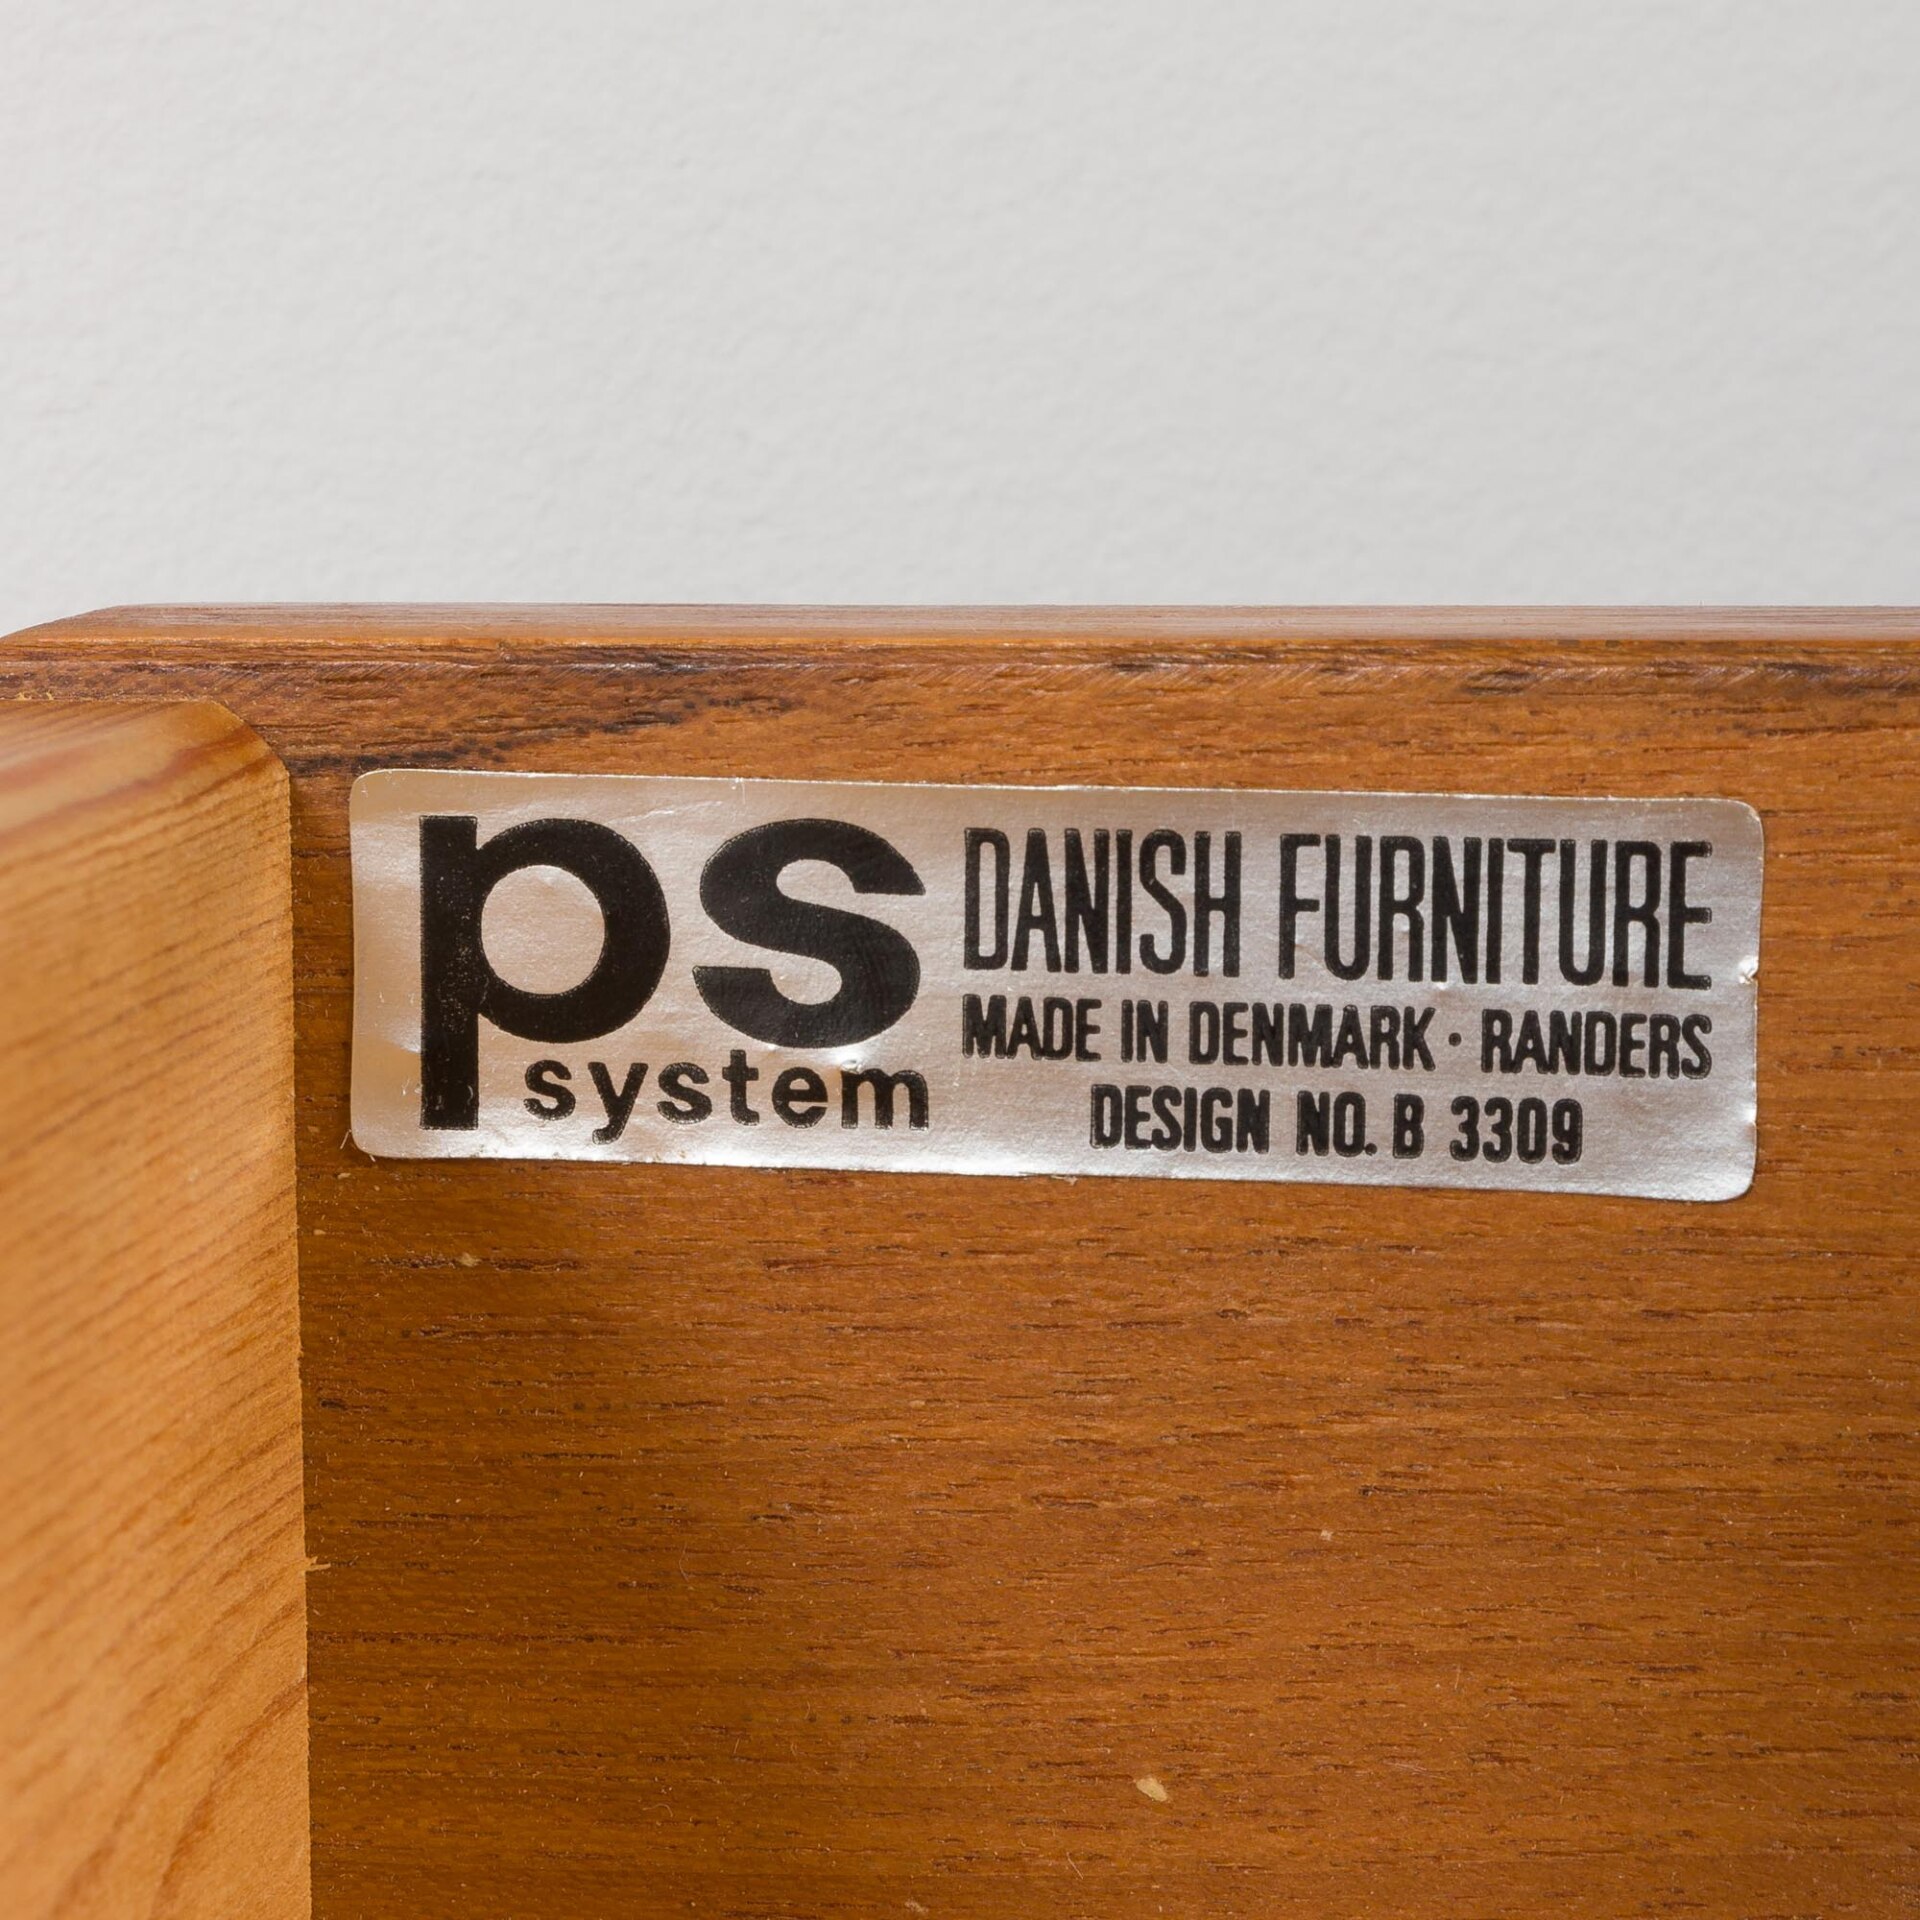 ps
system
DANISH FURNITURE
MADE IN DENMARK · RANDERS
DESIGN NO. B 3309